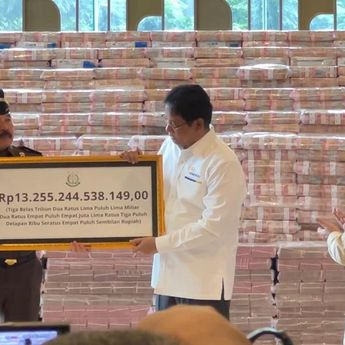 Rp13.255.244.538.149,00
(Tiga Belas Triliun Dua Ratus Lima Puluh Lima Miliar
Dua Ratus Empat Puluh Empat Juta Lima Ratus Tiga Puluh
Delapan Ribu Seratus Empat Puluh Sembilan Rupiah)